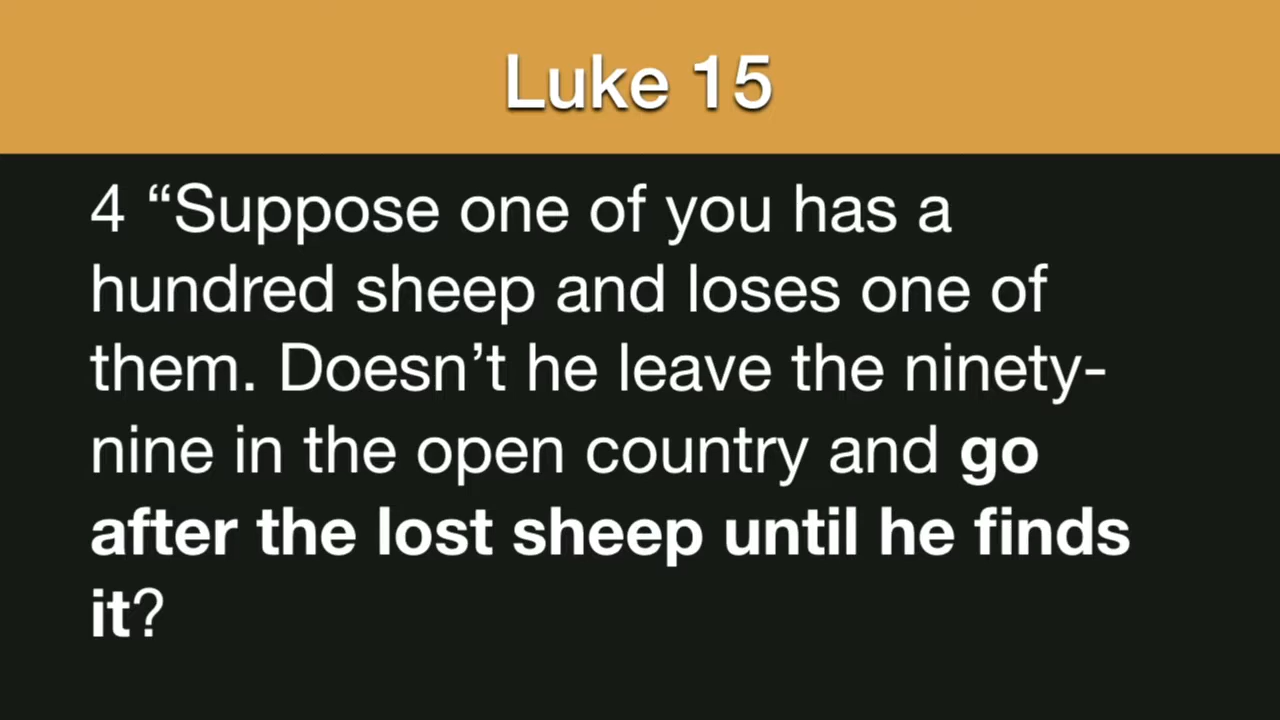 Luke 15
4 “Suppose one of you has a
hundred sheep and loses one of
them. Doesn’t he leave the ninety-
nine in the open country and go
after the lost sheep until he finds
it?